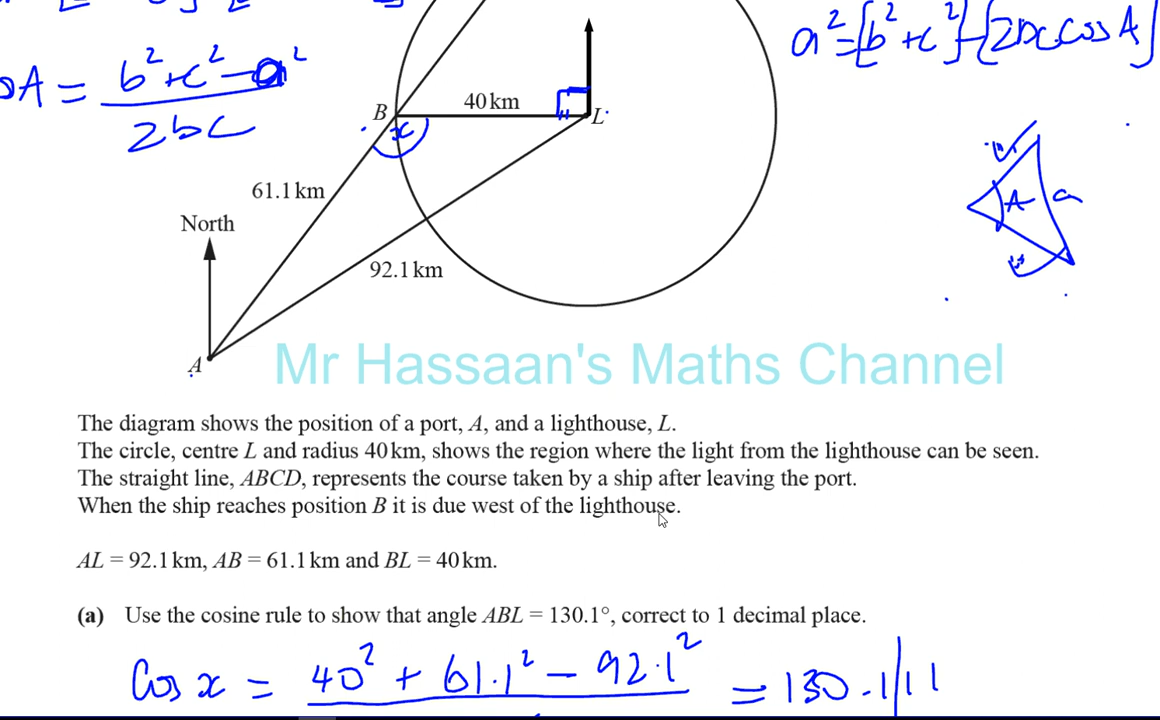 a² = [b² + c²] - [2bc cos A]
A = b² + c² - a²
2bc
B
40 km
L
x
61.1 km
A
a
North
92.1 km
A
Mr Hassaan's Maths Channel
The diagram shows the position of a port, A, and a lighthouse, L.
The circle, centre L and radius 40 km, shows the region where the light from the lighthouse can be seen.
The straight line, ABCD, represents the course taken by a ship after leaving the port.
When the ship reaches position B it is due west of the lighthouse.
AL = 92.1 km, AB = 61.1 km and BL = 40 km.
(a) Use the cosine rule to show that angle ABL = 130.1°, correct to 1 decimal place.
Cos x = 40² + 61.1² - 92.1² = 130.1/11